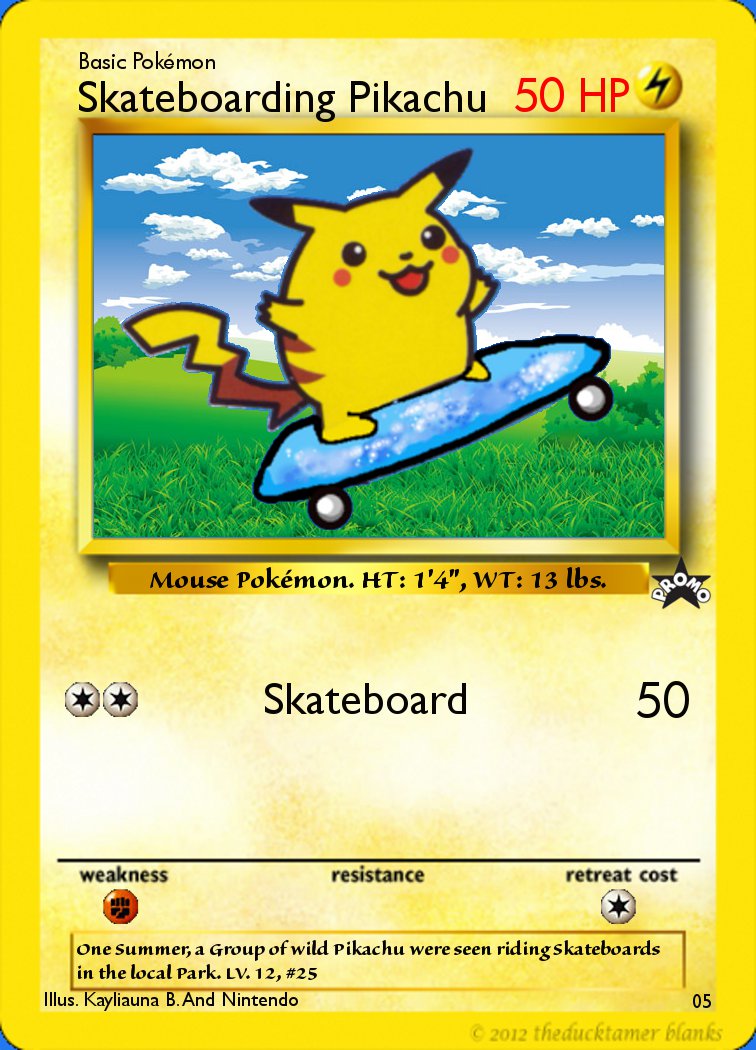 Basic Pokémon
Skateboarding Pikachu 50 HP
Mouse Pokémon. HT: 1'4", WT: 13 lbs.
PROMO
Skateboard 50
weakness resistance retreat cost
One Summer, a Group of wild Pikachu were seen riding Skateboards
in the local Park. LV. 12, #25
Illus. Kayliauna B. And Nintendo 05
© 2012 theducktamer blanks